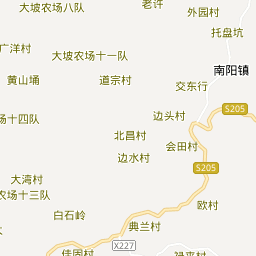 大坡农场八队
老许
外园村
托盘坑
广洋村
大坡农场十一队
南阳镇
黄山埇
道宗村
交东行
S205
边头村
场十四队
北昌村
会田村
边水村
S205
大湾村
农场十三队
欧村
白石岭
典兰村
X227
佳固村